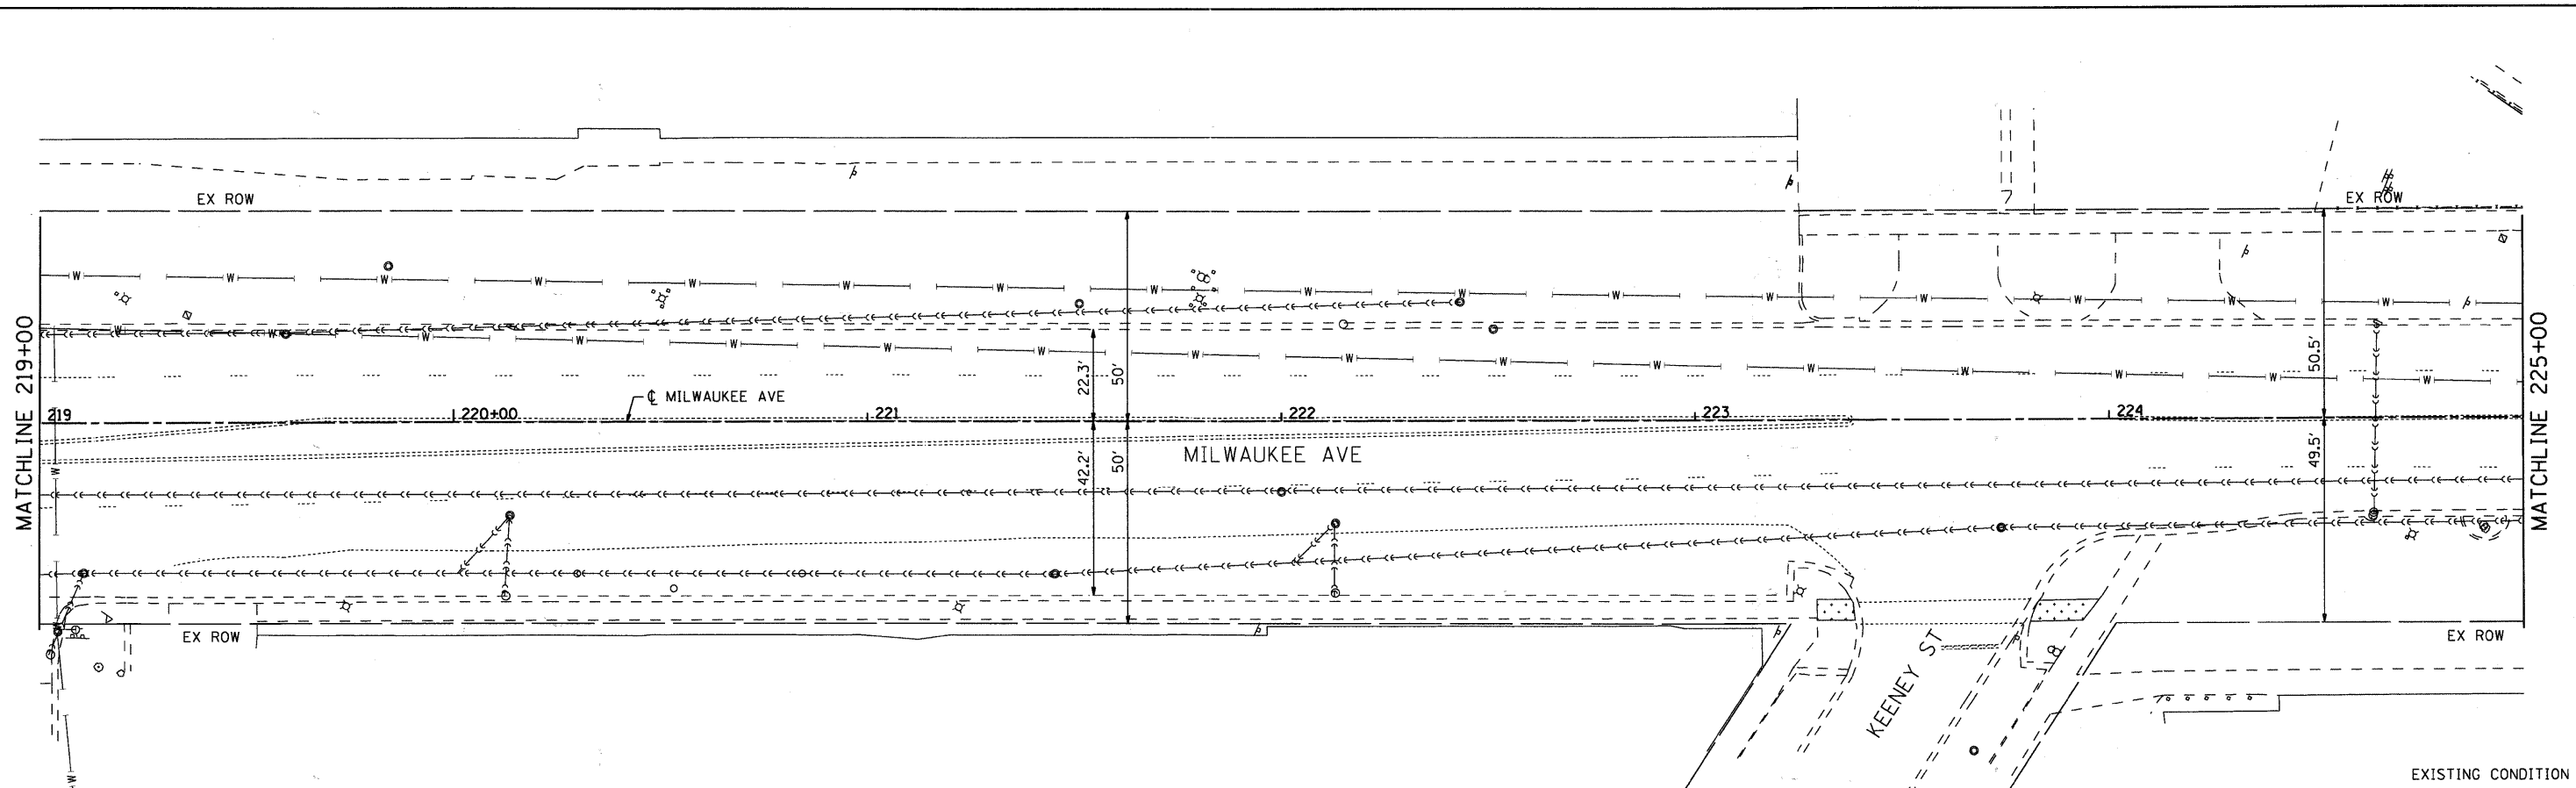 EX ROW
EX ROW
W W W W W W W W W W W W W W W W
W W W W W W W W W W W W W W W W
MATCHLINE 219+00
22.3'
50'
50.5'
MATCHLINE 225+00
℄ MILWAUKEE AVE
219 220+00 221 222 223 224
MILWAUKEE AVE
42.2'
50'
49.5'
W
EX ROW
EX ROW
KEENEY ST
W
EXISTING CONDITION